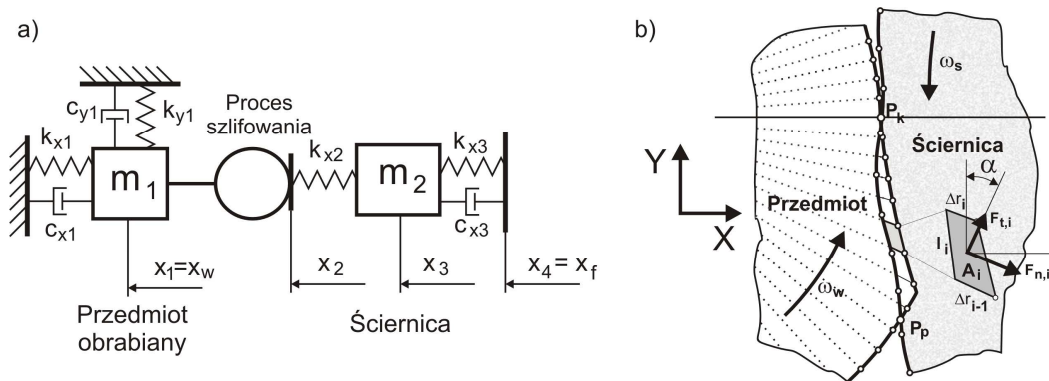 a)
c_y1
k_y1
Proces
szlifowania
k_x1
k_x2
k_x3
m_1
m_2
c_x1
c_x3
x_1=x_w
x_2
x_3
x_4= x_f
Przedmiot
obrabiany
Ściernica
b)
ω_s
P_k
Ściernica
Y
X
Przedmiot
α
Δr_i
F_t,i
l_i
A_i
F_n,i
Δr_i-1
ω_w
P_p